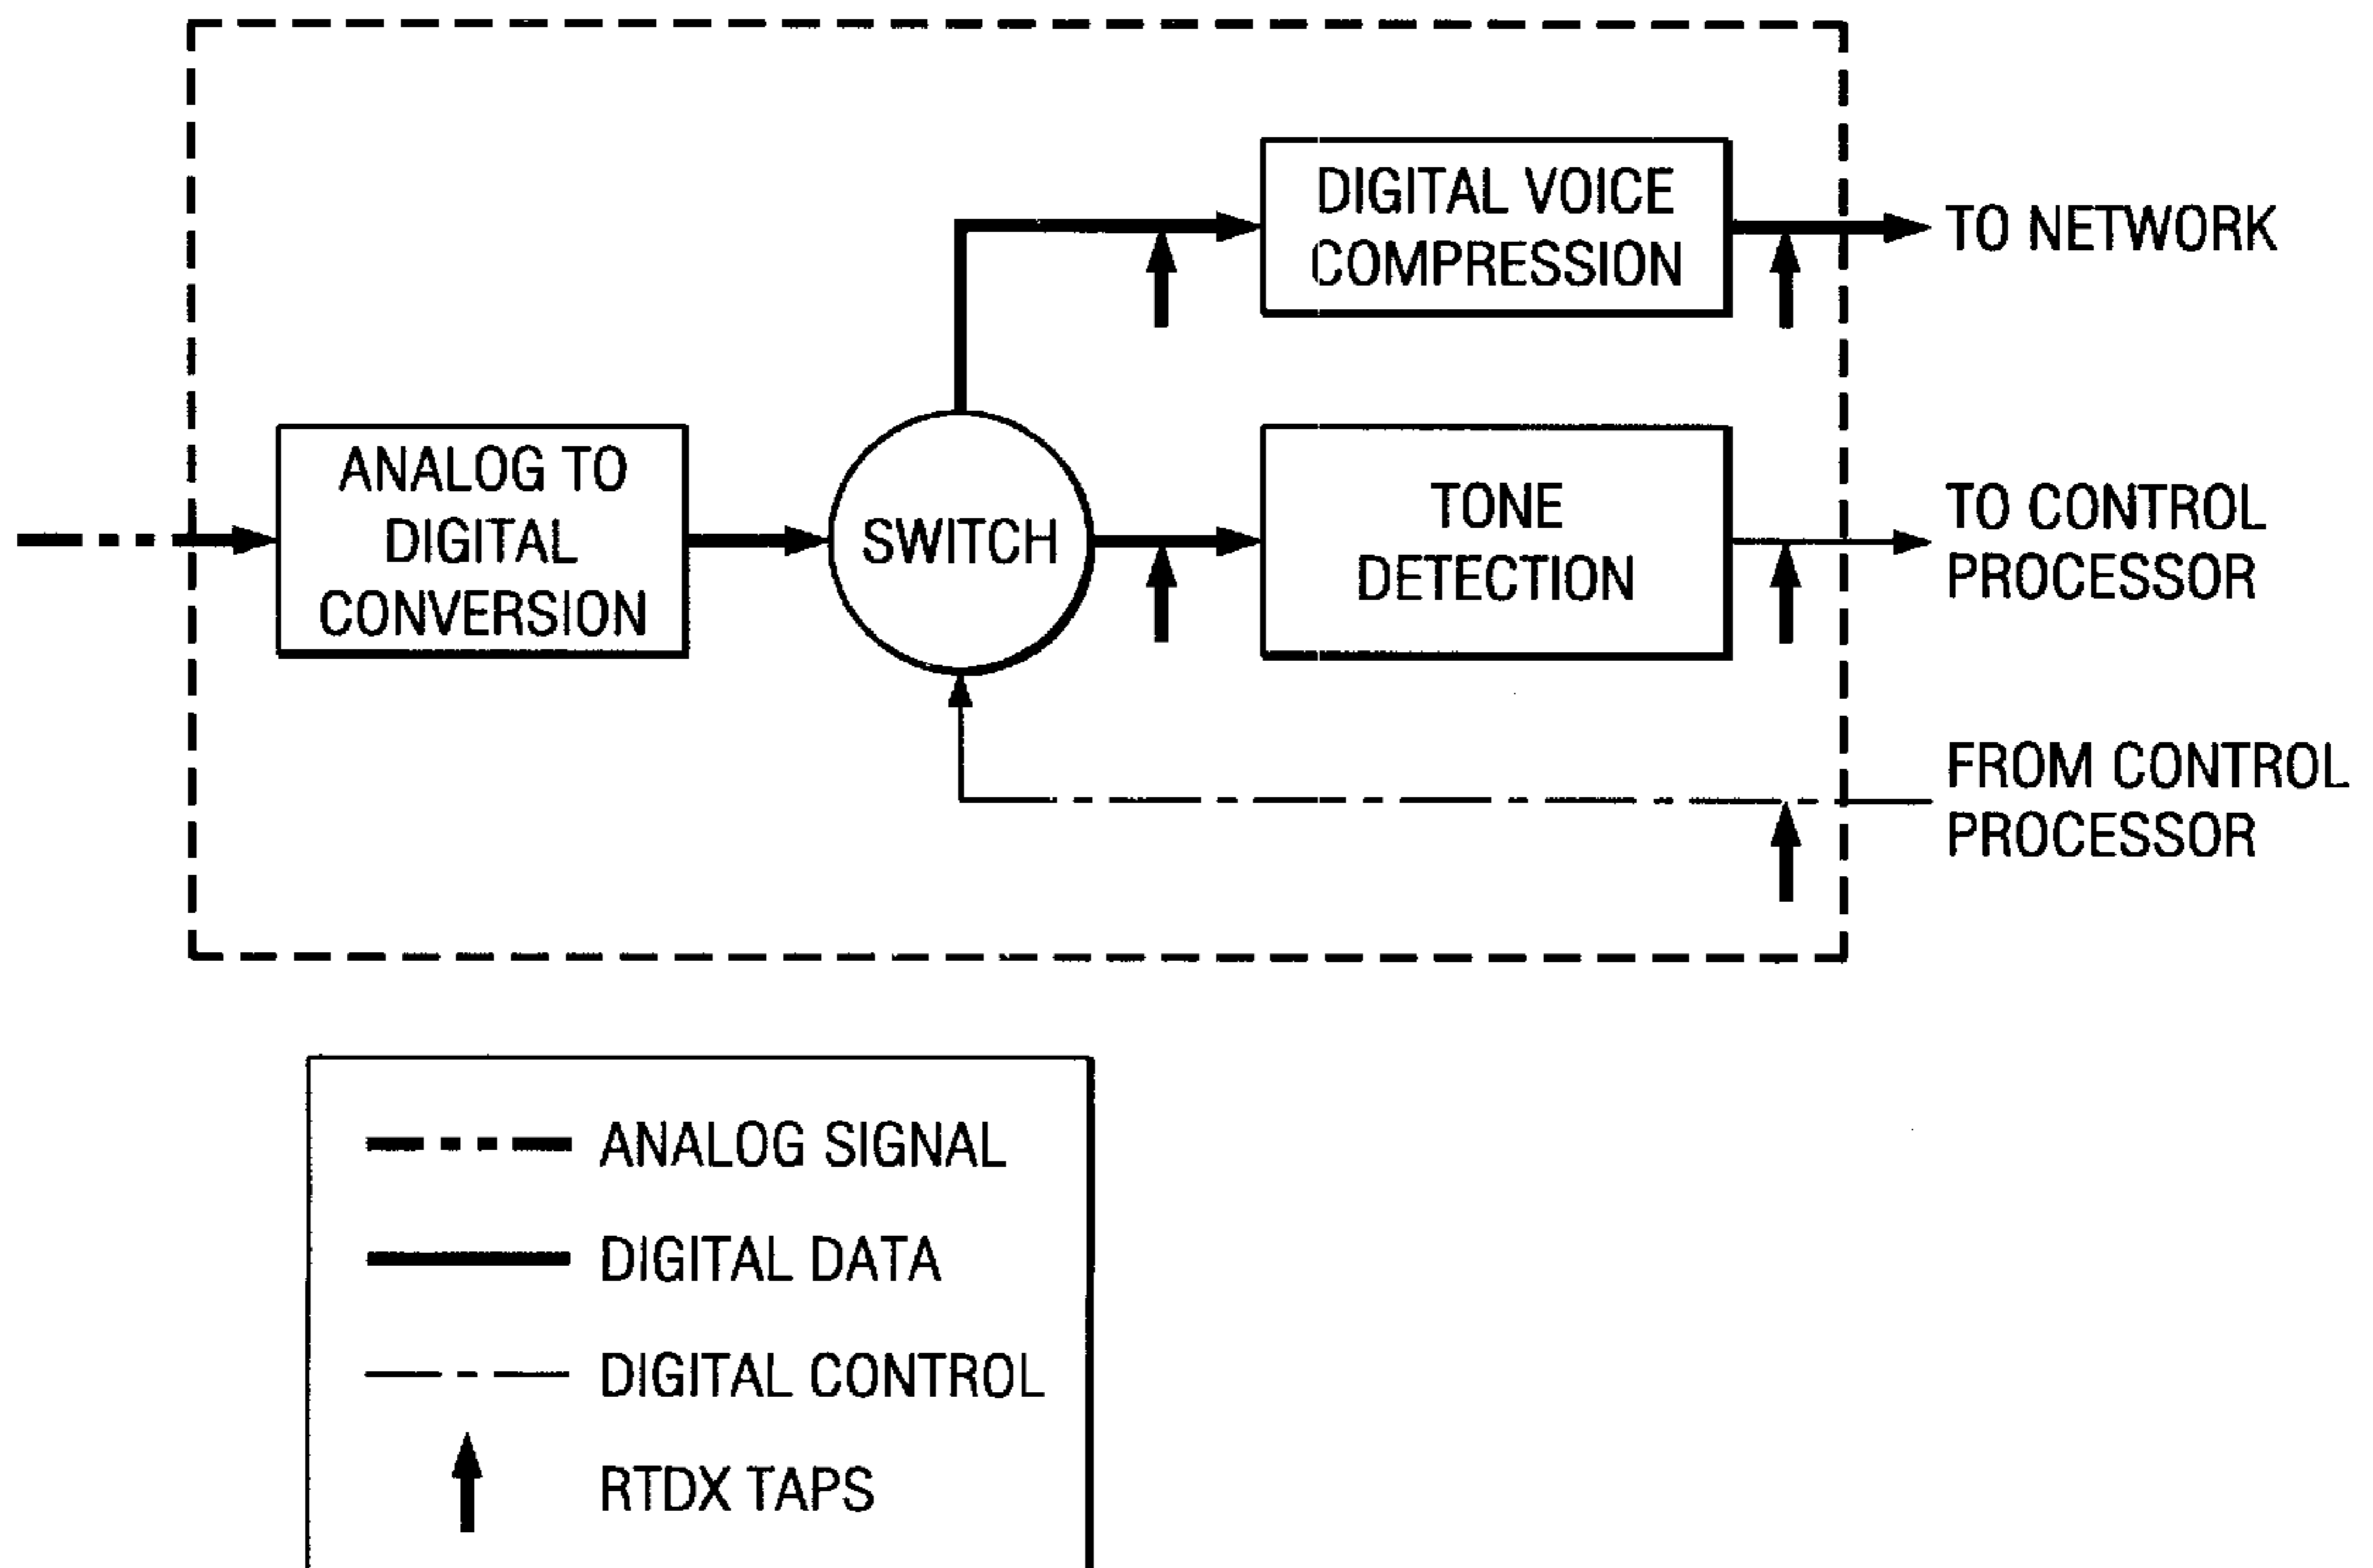 DIGITAL VOICE
COMPRESSION
TO NETWORK
ANALOG TO
DIGITAL
CONVERSION
SWITCH
TONE
DETECTION
TO CONTROL
PROCESSOR
FROM CONTROL
PROCESSOR
ANALOG SIGNAL
DIGITAL DATA
DIGITAL CONTROL
RTDX TAPS